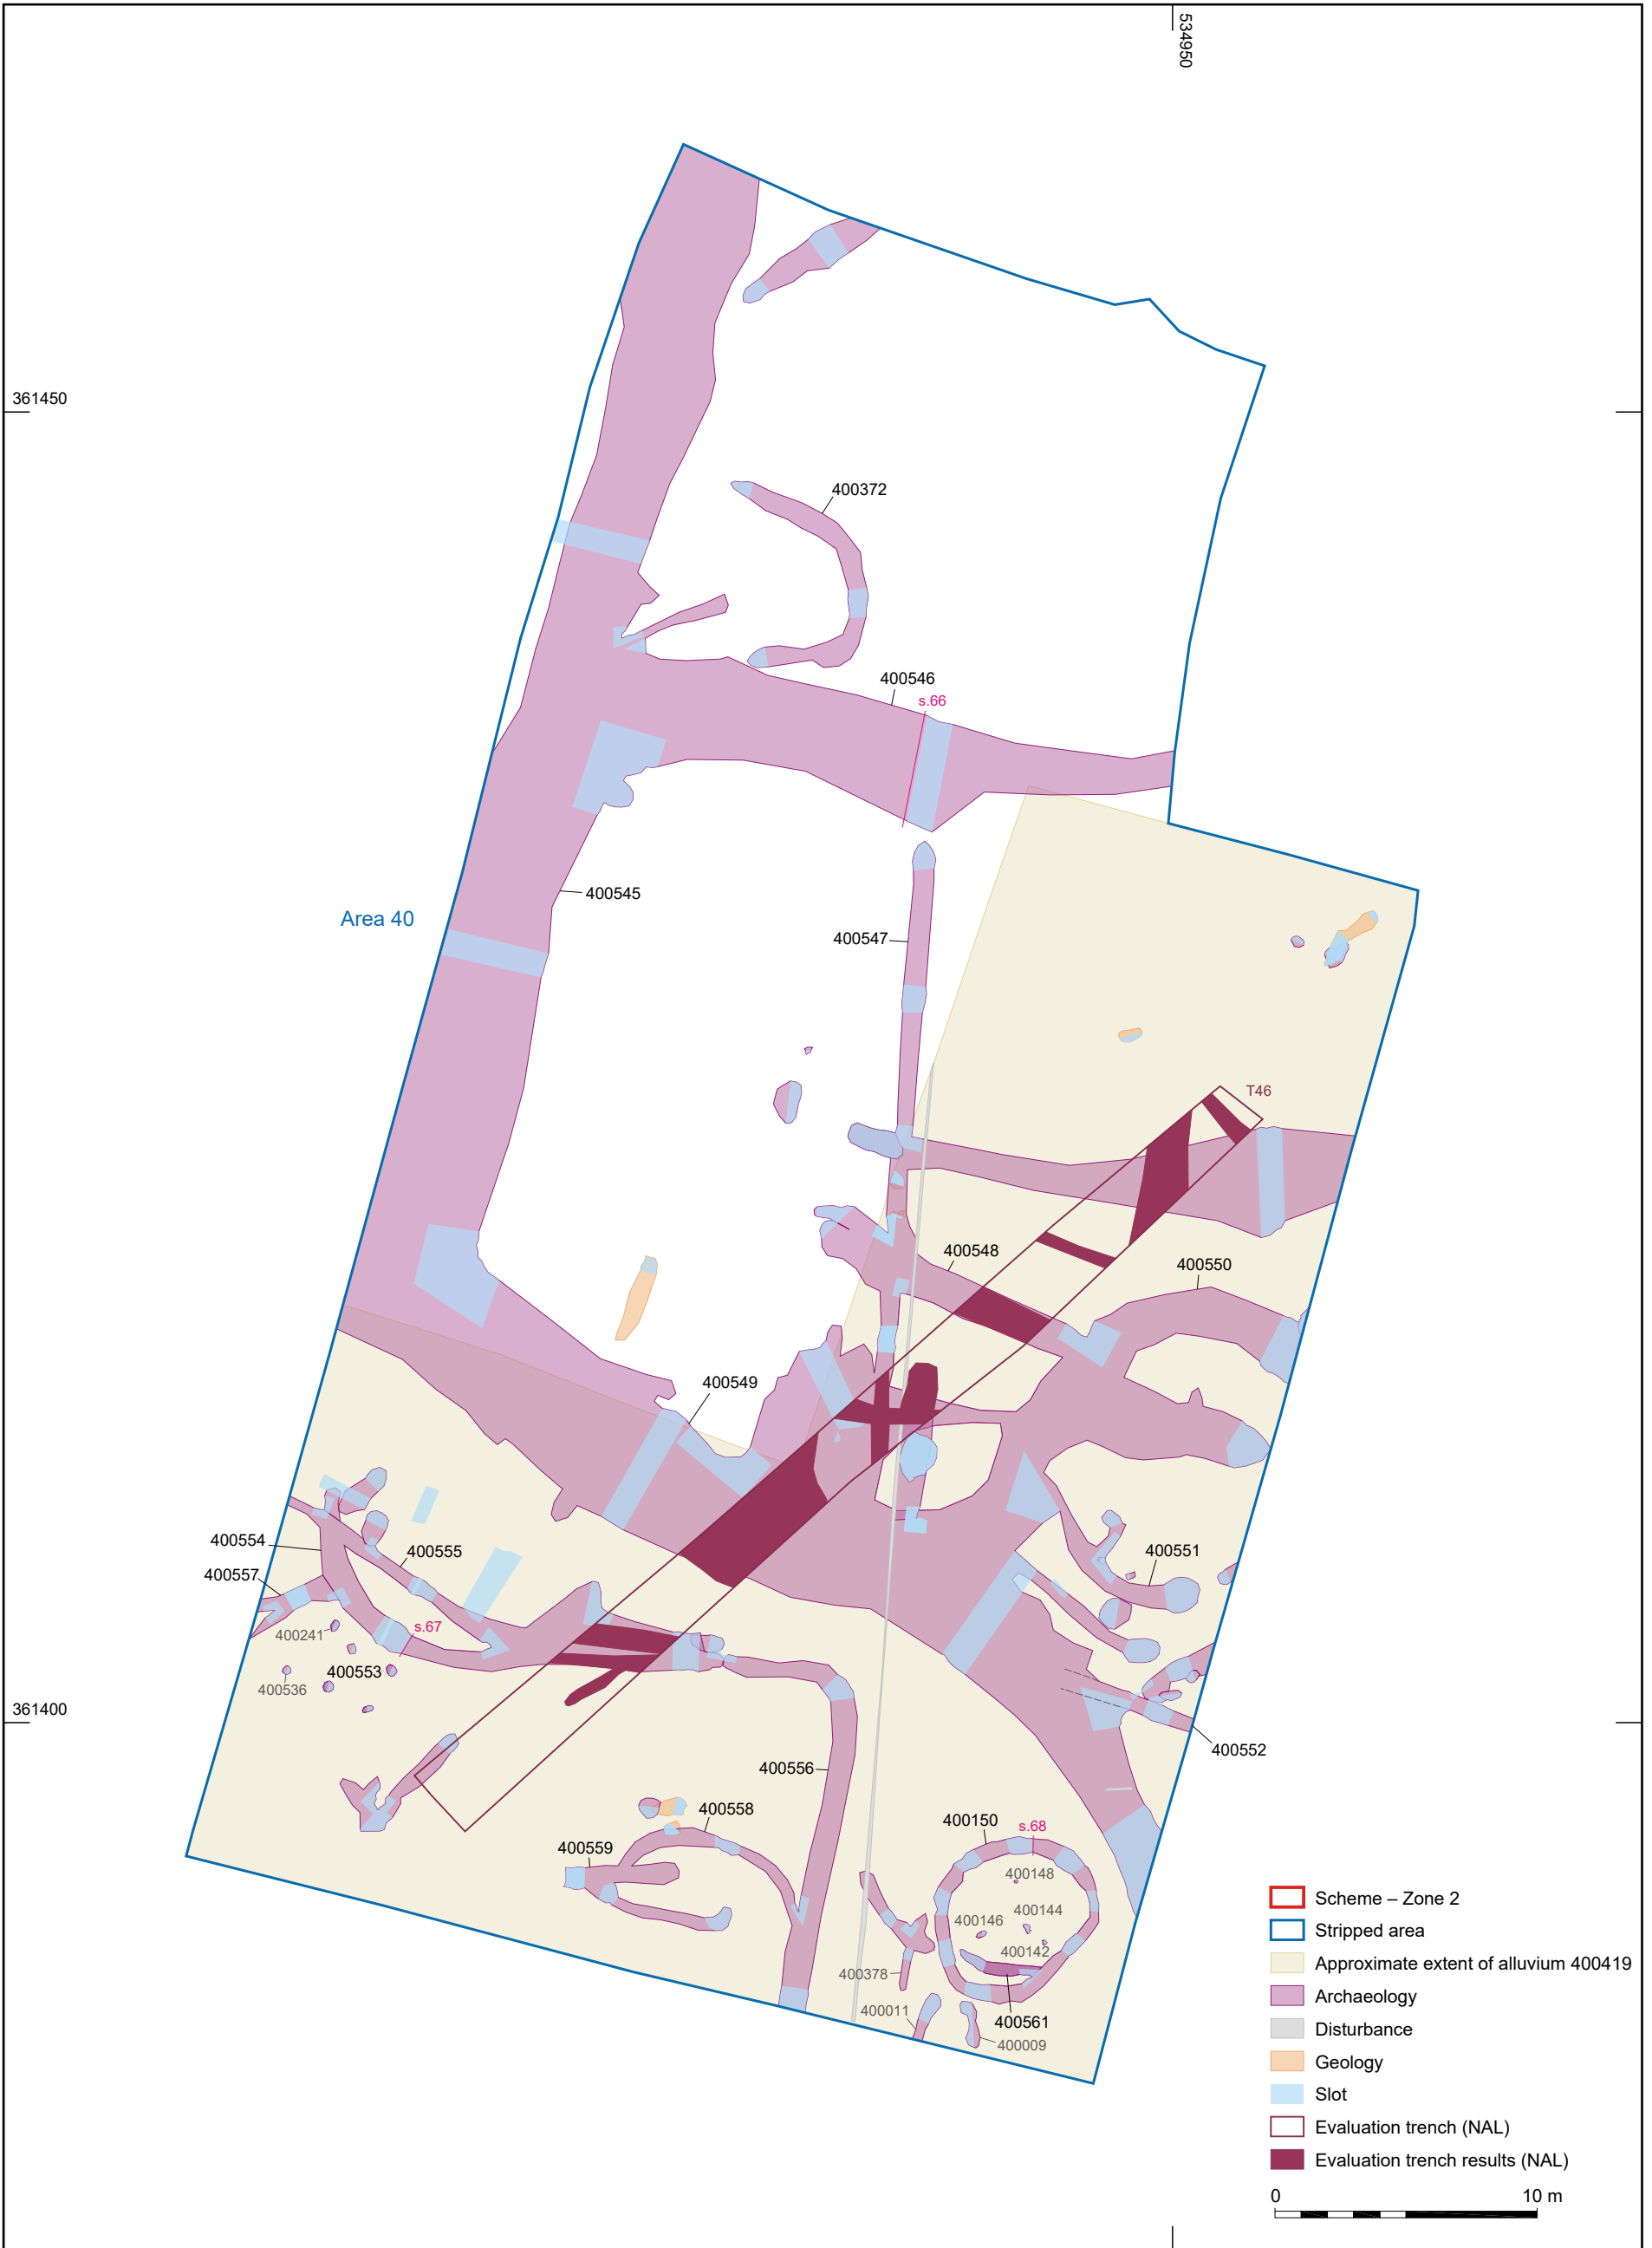 534950
361450
400372
400546
s.66
400545
Area 40
400547
T46
400548
400550
400549
400554
400555
400551
400557
400241
s.67
400553
400536
361400
400552
400556
400558
400150
s.68
400559
400148
400146
400144
400142
400378
400011
400561
400009
Scheme – Zone 2
Stripped area
Approximate extent of alluvium 400419
Archaeology
Disturbance
Geology
Slot
Evaluation trench (NAL)
Evaluation trench results (NAL)
0 10 m